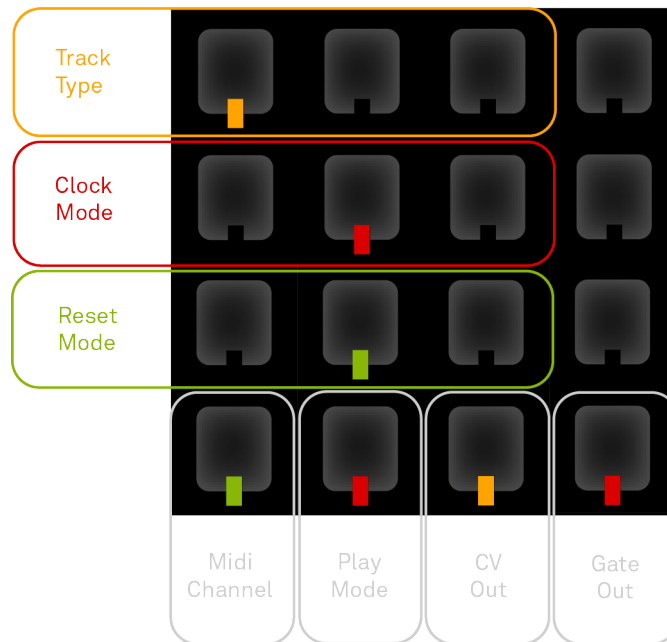 Track
Type
Clock
Mode
Reset
Mode
Midi
Channel
Play
Mode
CV
Out
Gate
Out